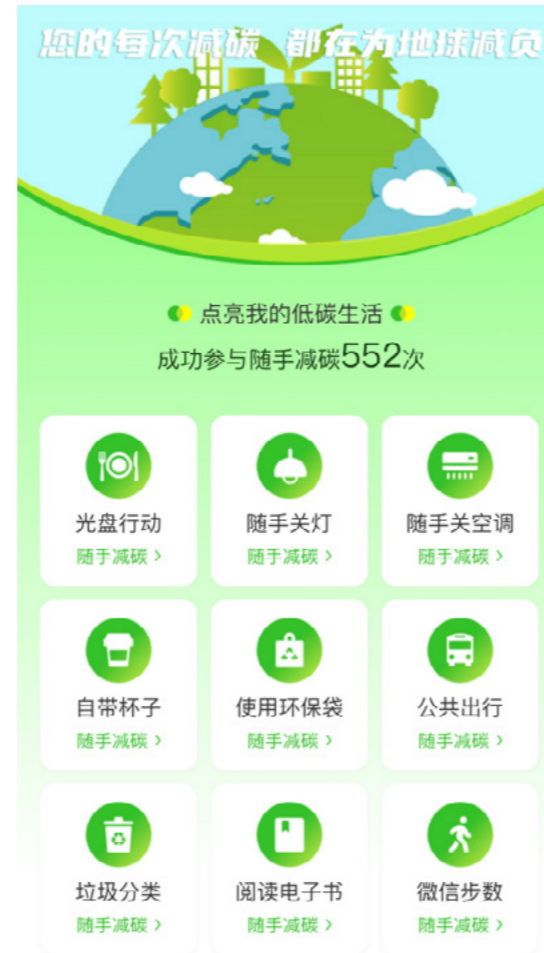 您的每次减碳 都在为地球减负
点亮我的低碳生活
成功参与随手减碳552次
光盘行动 随手关灯 随手关空调
随手减碳 > 随手减碳 > 随手减碳 >
自带杯子 使用环保袋 公共出行
随手减碳 > 随手减碳 > 随手减碳 >
垃圾分类 阅读电子书 微信步数
随手减碳 > 随手减碳 > 随手减碳 >